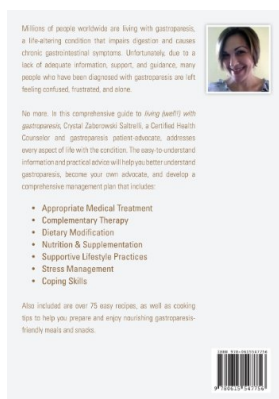 Millions of people worldwide are living with gastroparesis,
a life-altering condition that impairs digestion and causes
chronic gastrointestinal symptoms. Unfortunately, due to a
lack of adequate information, support, and guidance, many
people who have been diagnosed with gastroparesis are left
feeling confused, frustrated, and alone.
No more. In this comprehensive guide to living (well!) with
gastroparesis, Crystal Zaborowski Saltrelli, a Certified Health
Counselor and gastroparesis patient-advocate, addresses
every aspect of life with the condition. The easy-to-understand
information and practical advice will help you better understand
gastroparesis, become your own advocate, and develop a
comprehensive management plan that includes:
• Appropriate Medical Treatment
• Complementary Therapy
• Dietary Modification
• Nutrition & Supplementation
• Supportive Lifestyle Practices
• Stress Management
• Coping Skills
Also included are over 75 easy recipes, as well as cooking
tips to help you prepare and enjoy nourishing gastroparesis-
friendly meals and snacks.